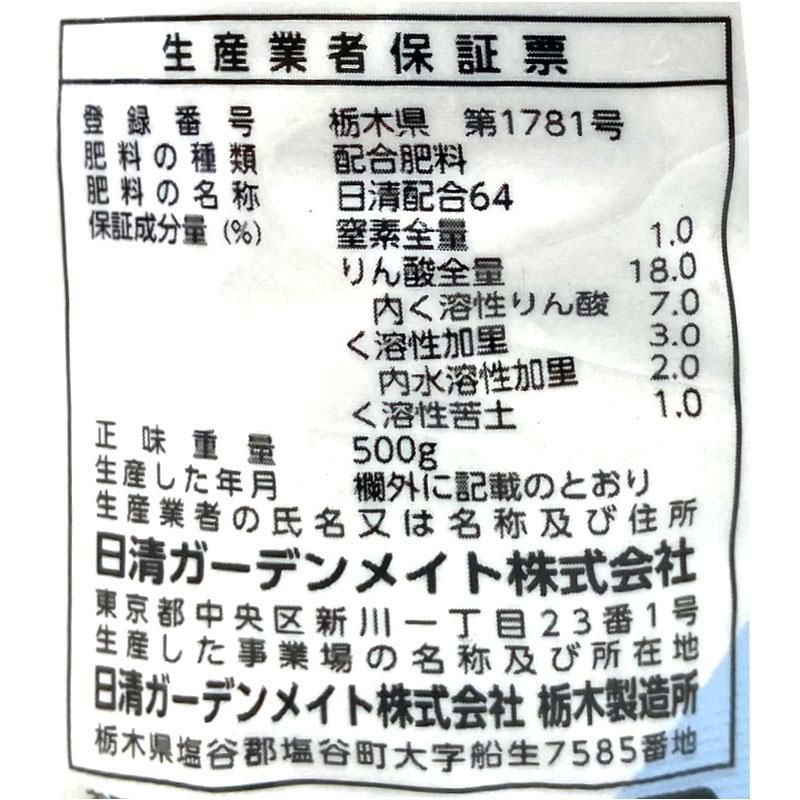 生産業者保証票
登録番号 栃木県 第1781号
肥料の種類 配合肥料
肥料の名称 日清配合64
保証成分量(%) 窒素全量 1.0
りん酸全量 18.0
内く溶性りん酸 7.0
く溶性加里 3.0
内水溶性加里 2.0
く溶性苦土 1.0
正味重量 500g
生産した年月 欄外に記載のとおり
生産業者の氏名又は名称及び住所
日清ガーデンメイト株式会社
東京都中央区新川一丁目23番1号
生産した事業場の名称及び所在地
日清ガーデンメイト株式会社 栃木製造所
栃木県塩谷郡塩谷町大字船生7585番地